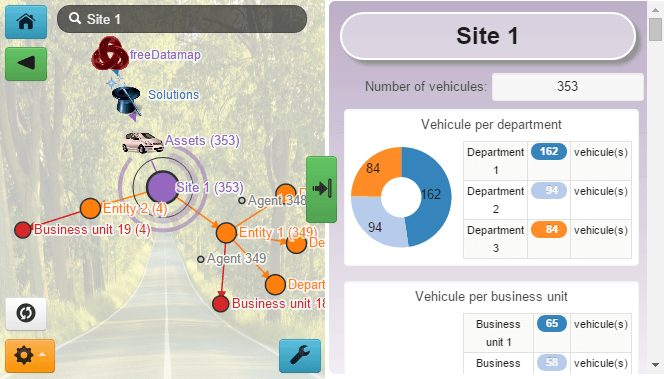 Site 1
freeDatamap
Solutions
Assets (353)
Site 1 (353)
Agent 348
Entity 2 (4)
Business unit 19 (4)
Entity 1 (349)
Agent 349
Business unit 18
Site 1
Number of vehicules: 353
Vehicule per department
84
162
94
Department 1 162 vehicule(s)
Department 2 94 vehicule(s)
Department 3 84 vehicule(s)
Vehicule per business unit
Business unit 1 65 vehicule(s)
Business 58 vehicule(s)